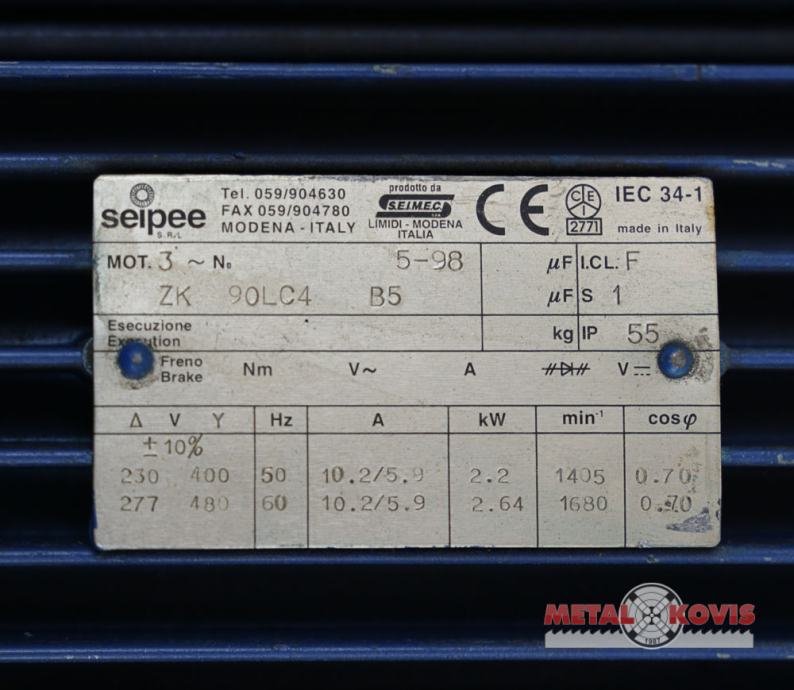 seipee
S.R.L
Tel. 059/904630
FAX 059/904780
MODENA - ITALY
prodotto da
S.E.I.M.E.C.
LIMIDI - MODENA
ITALIA
CE
C E I
2771
IEC 34-1
made in Italy
MOT. 3 ~ No 5-98 µF I.CL. F
ZK 90LC4 B5 µF S 1
Esecuzione
Execution kg IP 55
Freno
Brake Nm V~ A V
Δ V Y Hz A kW min⁻¹ cosφ
±10%
230 400 50 10.2/5.9 2.2 1405 0.70
277 480 60 10.2/5.9 2.64 1680 0.70
METAL KOVIS
1987